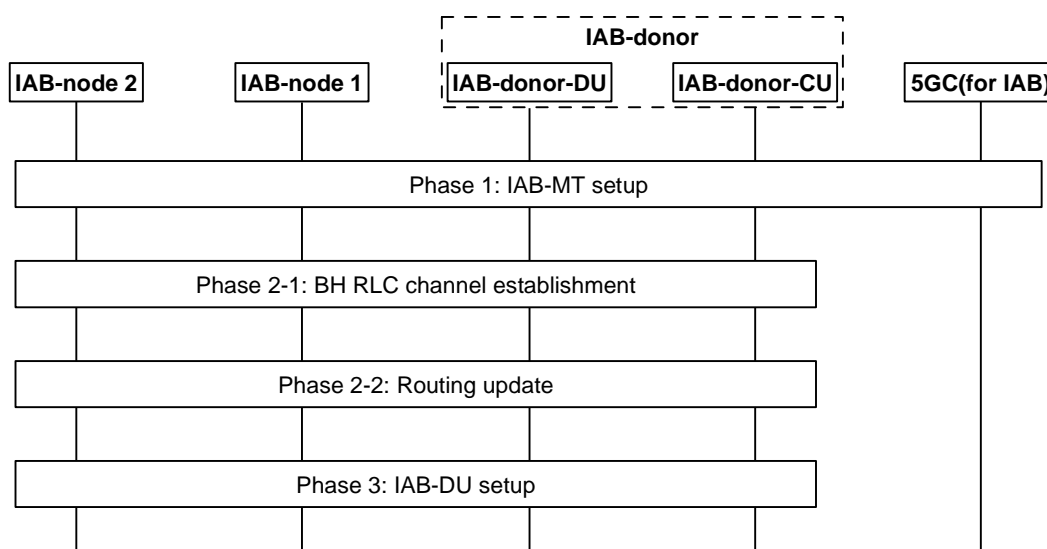 IAB-donor
IAB-node 2
IAB-node 1
IAB-donor-DU
IAB-donor-CU
5GC(for IAB)
Phase 1: IAB-MT setup
Phase 2-1: BH RLC channel establishment
Phase 2-2: Routing update
Phase 3: IAB-DU setup